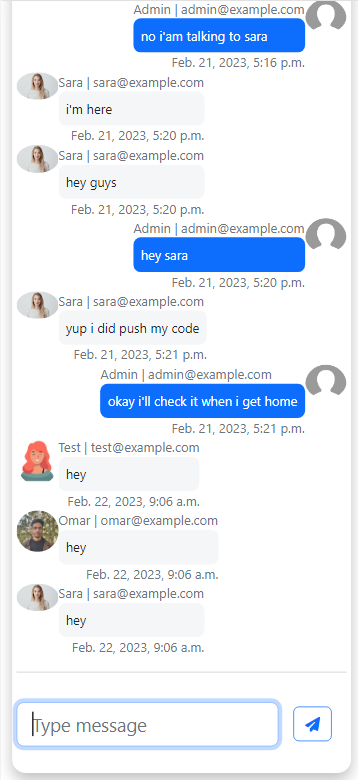 Admin | admin@example.com
no i'am talking to sara
Feb. 21, 2023, 5:16 p.m.
Sara | sara@example.com
i'm here
Feb. 21, 2023, 5:20 p.m.
Sara | sara@example.com
hey guys
Feb. 21, 2023, 5:20 p.m.
Admin | admin@example.com
hey sara
Feb. 21, 2023, 5:20 p.m.
Sara | sara@example.com
yup i did push my code
Feb. 21, 2023, 5:21 p.m.
Admin | admin@example.com
okay i'll check it when i get home
Feb. 21, 2023, 5:21 p.m.
Test | test@example.com
hey
Feb. 22, 2023, 9:06 a.m.
Omar | omar@example.com
hey
Feb. 22, 2023, 9:06 a.m.
Sara | sara@example.com
hey
Feb. 22, 2023, 9:06 a.m.
Type message